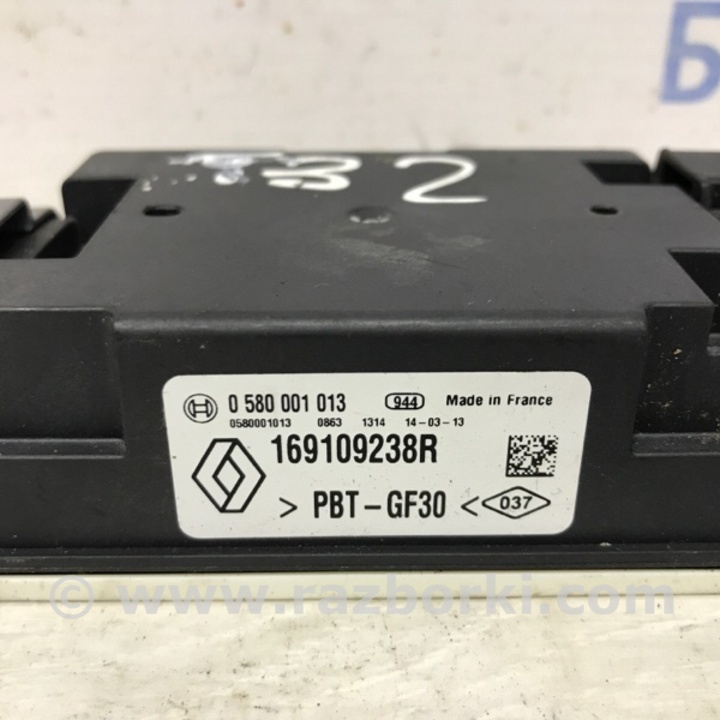 Б
32
0 580 001 013 944 Made in France
0580001013 0863 1314 14-03-13
169109238R
> PBT-GF30 < 037
© www.razborki.com